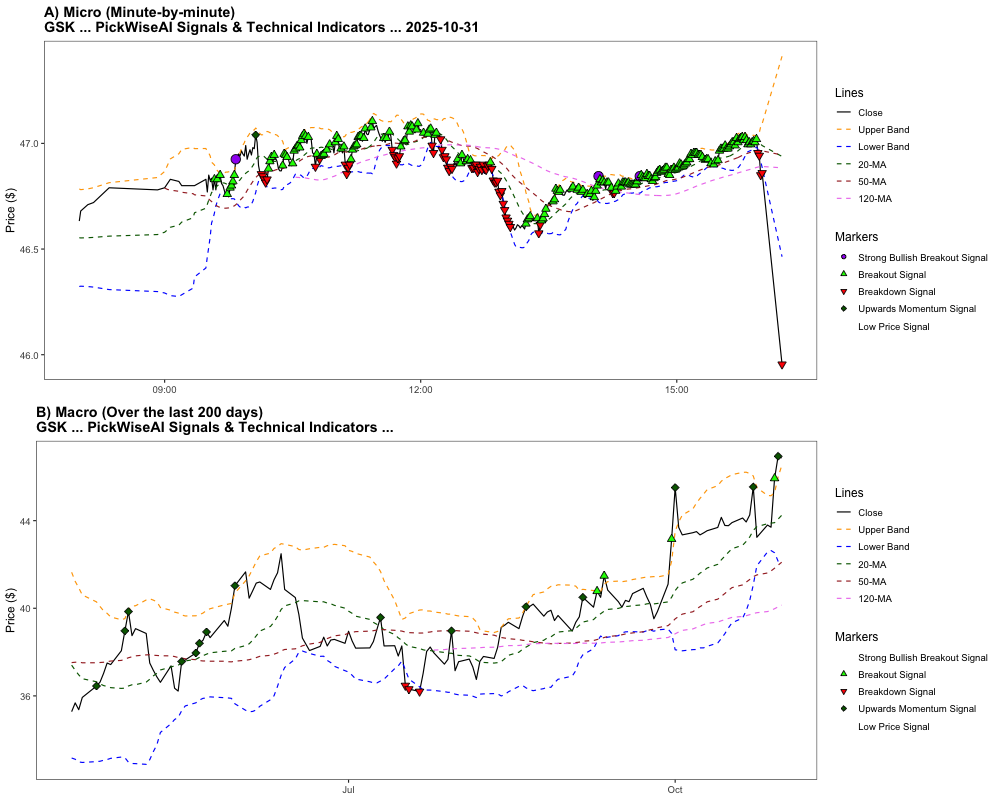 A) Micro (Minute-by-minute)
GSK ... PickWiseAI Signals & Technical Indicators ... 2025-10-31
Price ($)
47.0
46.5
46.0
09:00
12:00
15:00
Lines
Close
Upper Band
Lower Band
20-MA
50-MA
120-MA
Markers
Strong Bullish Breakout Signal
Breakout Signal
Breakdown Signal
Upwards Momentum Signal
Low Price Signal
B) Macro (Over the last 200 days)
GSK ... PickWiseAI Signals & Technical Indicators ...
Price ($)
44
40
36
Jul
Oct
Lines
Close
Upper Band
Lower Band
20-MA
50-MA
120-MA
Markers
Strong Bullish Breakout Signal
Breakout Signal
Breakdown Signal
Upwards Momentum Signal
Low Price Signal